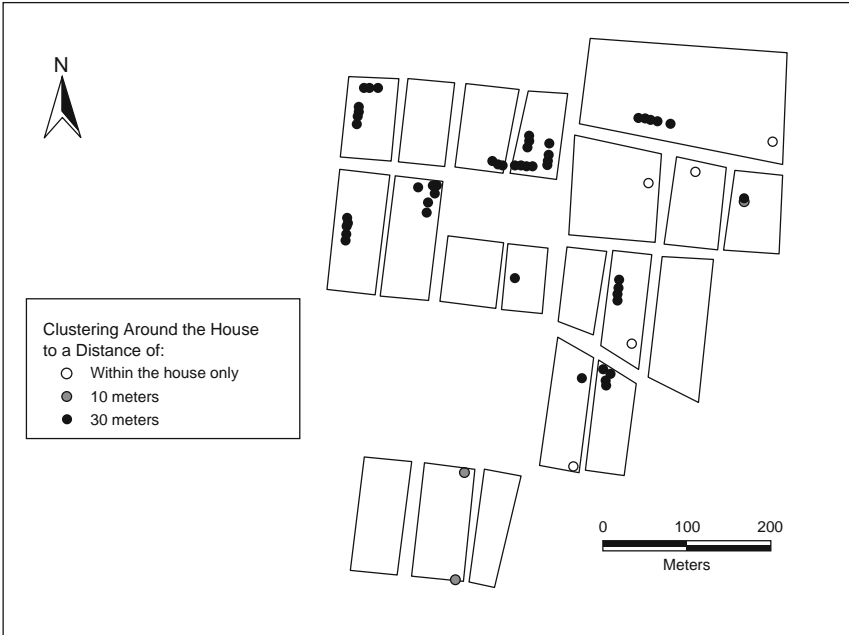 N
Clustering Around the House
to a Distance of:
Within the house only
10 meters
30 meters
0 100 200
Meters